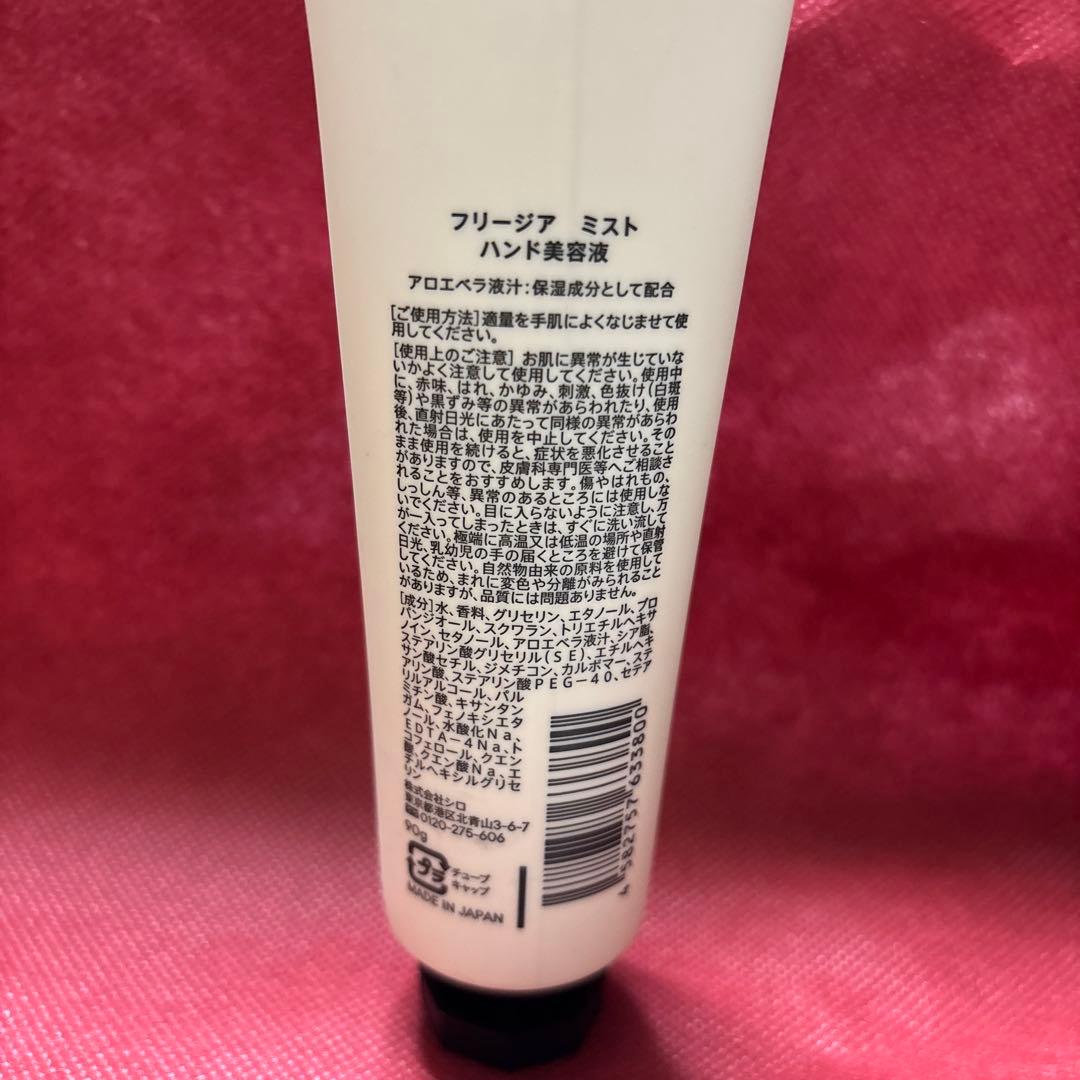 フリージア　ミスト
ハンド美容液
アロエベラ液汁：保湿成分として配合
[ご使用方法]適量を手肌によくなじませて使
用してください。
[使用上のご注意] お肌に異常が生じていな
いかよく注意して使用してください。使用中
に、赤味、はれ、かゆみ、刺激、色抜け(白斑
等)や黒ずみ等の異常があらわれたり、使用
後、直射日光にあたって同様の異常があらわ
れた場合は、使用を中止してください。その
まま使用を続けると、症状を悪化させること
がありますので、皮膚科専門医等へご相談さ
れることをおすすめします。傷やはれもの、
しっしん等、異常のあるところには使用しな
いでください。目に入らないように注意し、万
が一入ってしまったときは、すぐに洗い流して
ください。極端に高温又は低温の場所や直射
日光、乳幼児の手の届くところを避けて保管
してください。自然物由来の原料を使用して
いるため、まれに変色や分離がみられること
がありますが、品質には問題ありません。
[成分]水、香料、グリセリン、エタノール、プロ
パンジオール、スクワラン、トリエチルヘキサ
ノイン、セタノール、アロエベラ液汁、シア脂、
ステアリン酸グリセリル(SE)、エチルヘキ
サン酸セチル、ジメチコン、カルボマー、ステ
アリン酸、ステアリン酸PEG－40、セテア
リルアルコール、パル
ミチン酸、キサンタン
ガム、フェノキシエタ
ノール、水酸化Na、
EDTA－4Na、ト
コフェロール、クエン
酸、クエン酸Na、エ
チルヘキシルグリセ
リン
株式会社シロ
東京都港区北青山3-6-7
0120-275-606
90g
プラ
チューブ
キャップ
MADE IN JAPAN
4 582757 633800